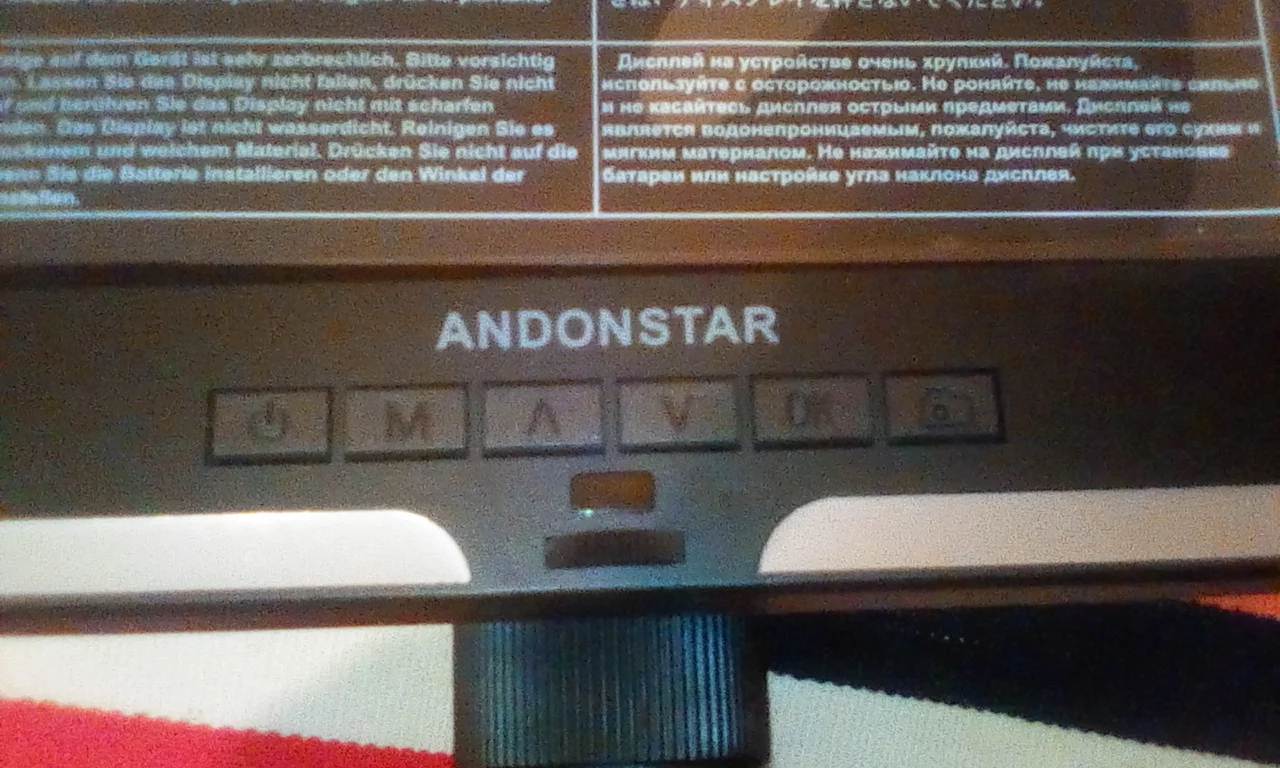 auf dem Gerät ist sehr zerbrechlich. Bitte vorsichtig
Lassen Sie das Display nicht fallen, drücken Sie nicht
und berühren Sie das Display nicht mit scharfen
Das Display ist nicht wasserdicht. Reinigen Sie es
und weichem Material. Drücken Sie nicht auf die
Sie die Batterie installieren oder den Winkel der
Дисплей на устройстве очень хрупкий. Пожалуйста,
используйте с осторожностью. Не роняйте, не нажимайте сильно
и не касайтесь дисплея острыми предметами. Дисплей не
является водонепроницаемым, пожалуйста, чистите его сухим и
мягким материалом. Не нажимайте на дисплей при установке
батареи или настройке угла наклона дисплея.
ANDONSTAR
M OK